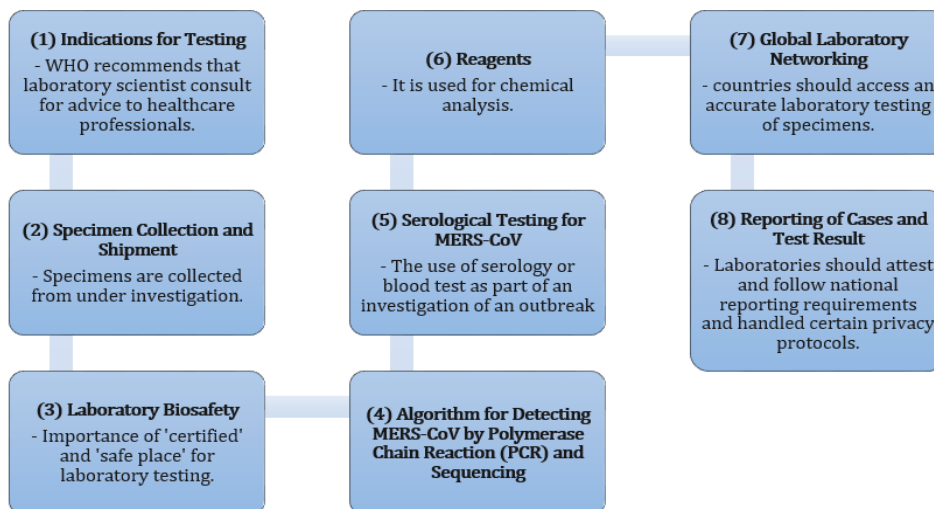 (1) Indications for Testing
- WHO recommends that
laboratory scientist consult
for advice to healthcare
professionals.
(2) Specimen Collection and
Shipment
- Specimens are collected
from under investigation.
(3) Laboratory Biosafety
- Importance of 'certified'
and 'safe place' for
laboratory testing.
(4) Algorithm for Detecting
MERS-CoV by Polymerase
Chain Reaction (PCR) and
Sequencing
(5) Serological Testing for
MERS-CoV
- The use of serology or
blood test as part of an
investigation of an outbreak
(6) Reagents
- It is used for chemical
analysis.
(7) Global Laboratory
Networking
- countries should access an
accurate laboratory testing
of specimens.
(8) Reporting of Cases and
Test Result
- Laboratories should attest
and follow national
reporting requirements
and handled certain privacy
protocols.